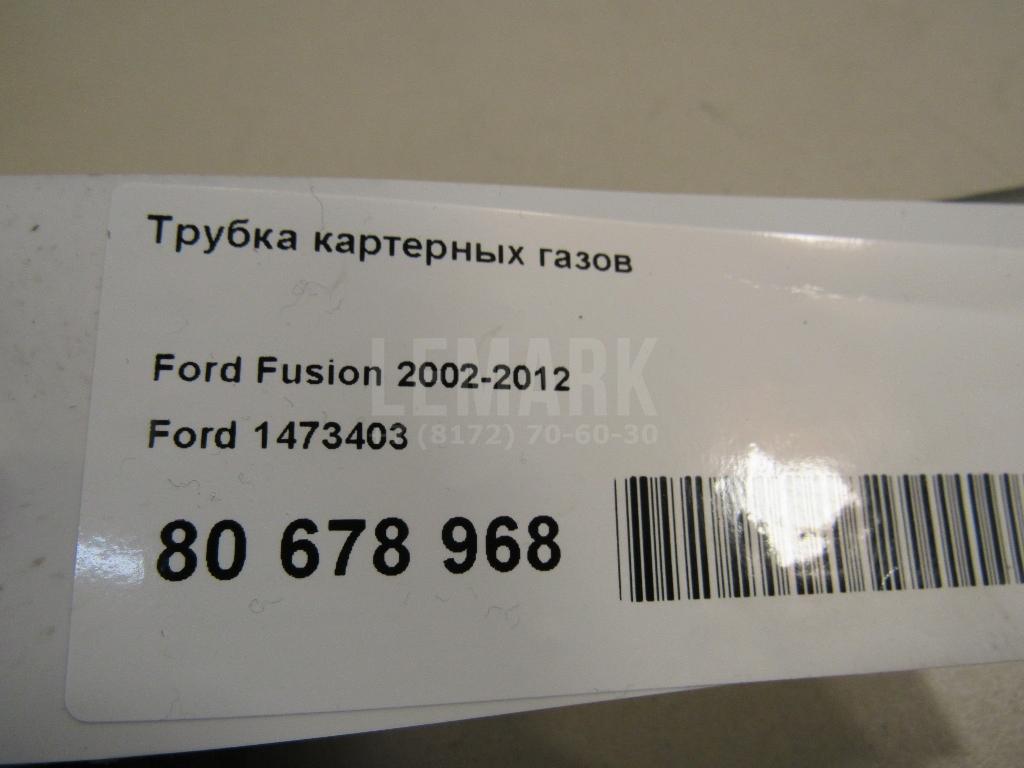 Трубка картерных газов
Ford Fusion 2002-2012
LEMARK
Ford 1473403
(8172) 70-60-30
80 678 968